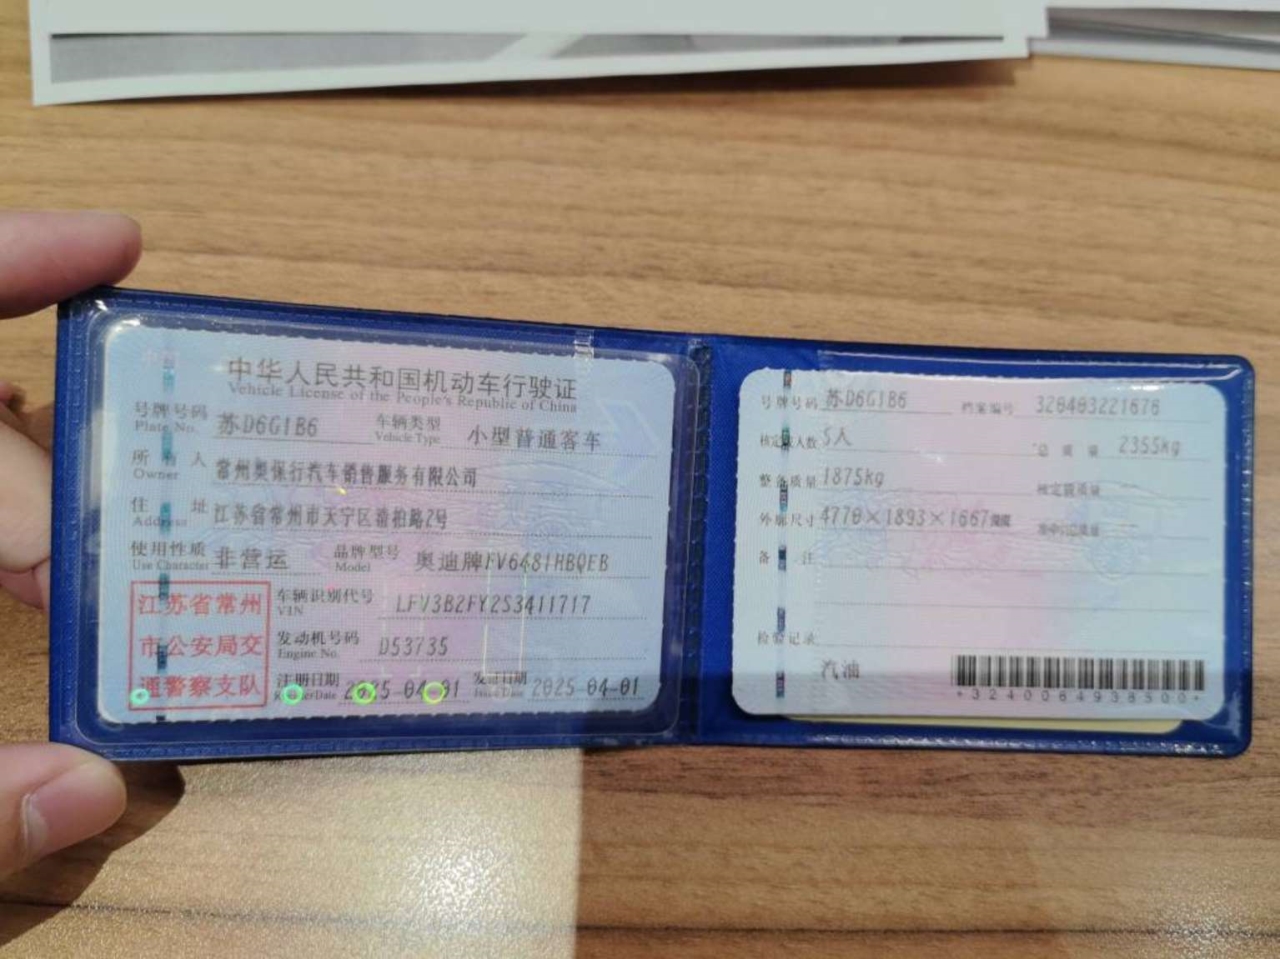 中华人民共和国机动车行驶证
Vehicle License of the People's Republic of China
号牌号码 苏D6G1B6 车辆类型 小型普通客车
Plate No. Vehicle Type
所有人 常州奥保行汽车销售服务有限公司
Owner
住址 江苏省常州市天宁区清柏路2号
Address
使用性质 非营运 品牌型号 奥迪牌FV6481HBQEB
Use Character Model
江苏省常州
市公安局交
通警察支队
车辆识别代号 LFV3B2FY2S3411717
VIN
发动机号码 D53735
Engine No.
注册日期 2025-04-01 发证日期 2025-04-01
Issue Date
号牌号码 苏D6G1B6 档案编号 320403221676
核定载人数 5人 总质量 2355kg
整备质量 1875kg 核定载质量
外廓尺寸 4770×1893×1667
备注
检验记录
汽油